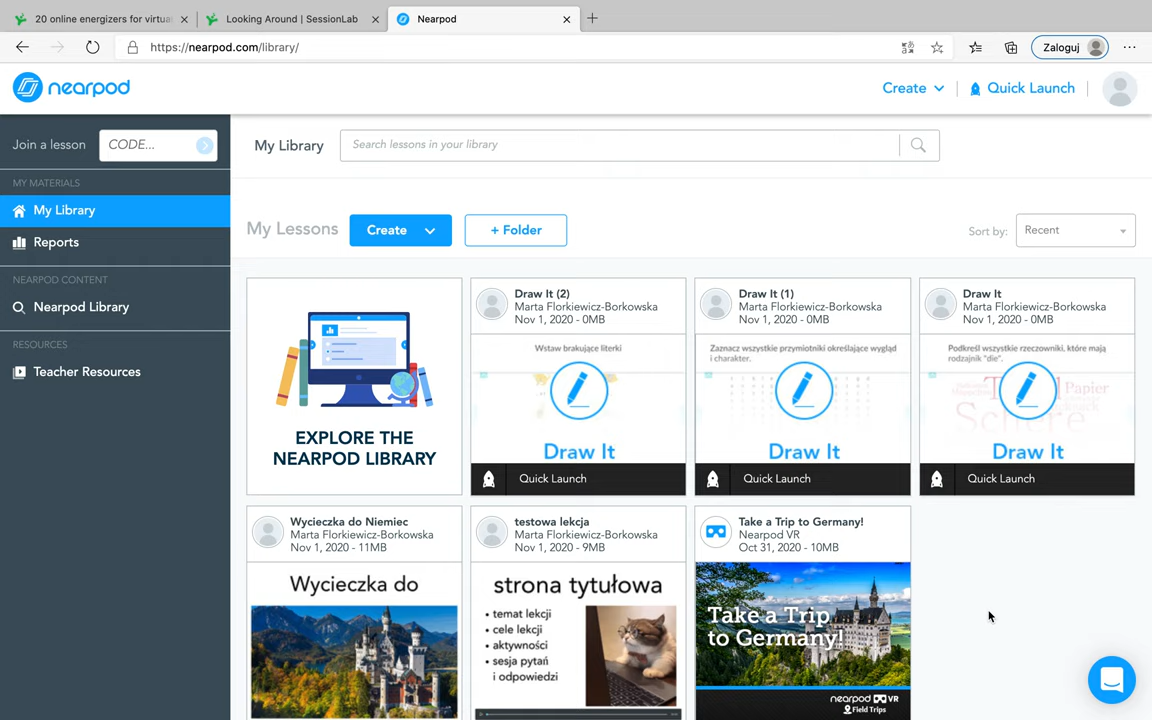 20 online energizers for virtua
Looking Around | SessionLab
Nearpod
https://nearpod.com/library/
Zaloguj
nearpod
Create
Quick Launch
Join a lesson
CODE...
My Library
Search lessons in your library
MY MATERIALS
My Library
Reports
NEARPOD CONTENT
Nearpod Library
RESOURCES
Teacher Resources
My Lessons
Create
+ Folder
Sort by:
Recent
EXPLORE THE
NEARPOD LIBRARY
Draw It (2)
Marta Florkiewicz-Borkowska
Nov 1, 2020 - 0MB
Wstaw brakujące literki
Draw It
Quick Launch
Draw It (1)
Marta Florkiewicz-Borkowska
Nov 1, 2020 - 0MB
Zaznacz wszystkie przymiotniki określające wygląd
i charakter.
Draw It
Quick Launch
Draw It
Marta Florkiewicz-Borkowska
Nov 1, 2020 - 0MB
Podkreśl wszystkie rzeczowniki, które mają
rodzajnik "die".
Papier
Schere
Draw It
Quick Launch
Wycieczka do Niemiec
Marta Florkiewicz-Borkowska
Nov 1, 2020 - 11MB
Wycieczka do
testowa lekcja
Marta Florkiewicz-Borkowska
Nov 1, 2020 - 9MB
strona tytułowa
• temat lekcji
• cele lekcji
• aktywności
• sesja pytań
i odpowiedzi
Take a Trip to Germany!
Nearpod VR
Oct 31, 2020 - 10MB
Take a Trip
to Germany!
nearpod VR
Field Trips